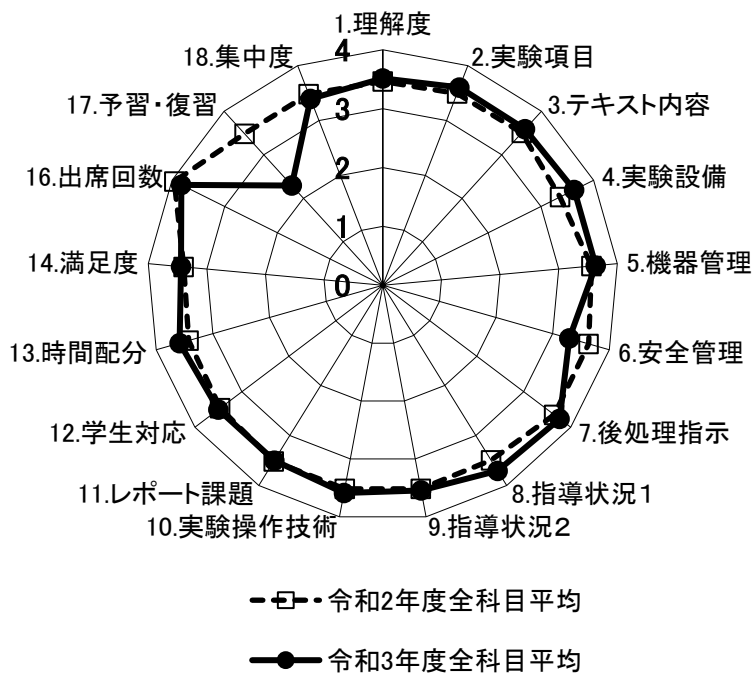 1.理解度
2.実験項目
3.テキスト内容
4.実験設備
5.機器管理
6.安全管理
7.後処理指示
8.指導状況1
9.指導状況2
10.実験操作技術
11.レポート課題
12.学生対応
13.時間配分
14.満足度
16.出席回数
17.予習・復習
18.集中度
4
3
2
1
0
令和2年度全科目平均
令和3年度全科目平均